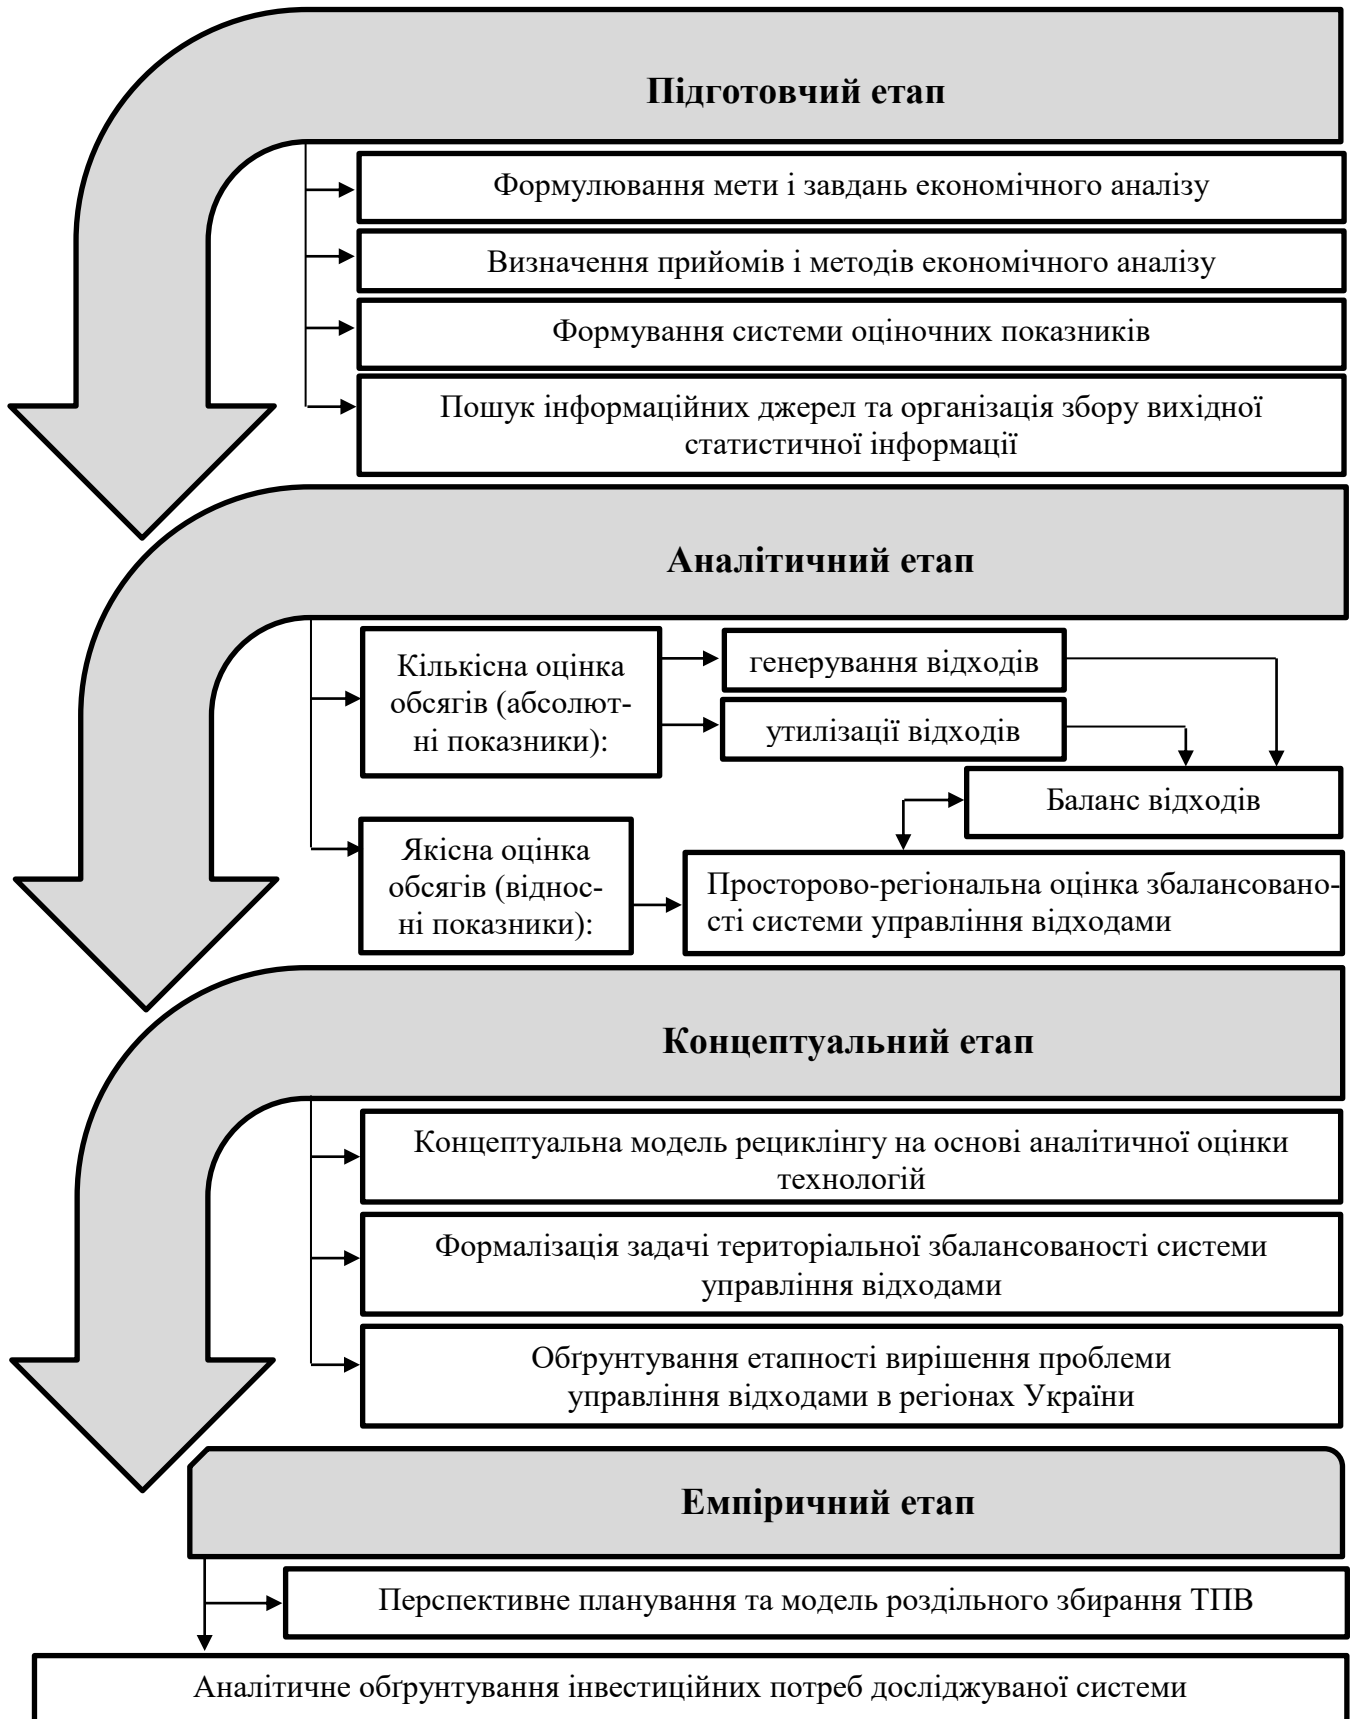 Підготовчий етап
Формулювання мети і завдань економічного аналізу
Визначення прийомів і методів економічного аналізу
Формування системи оціночних показників
Пошук інформаційних джерел та організація збору вихідної
статистичної інформації
Аналітичний етап
Кількісна оцінка
обсягів (абсолют-
ні показники):
генерування відходів
утилізації відходів
Баланс відходів
Якісна оцінка
обсягів (віднос-
ні показники):
Просторово-регіональна оцінка збалансовано-
сті системи управління відходами
Концептуальний етап
Концептуальна модель рециклінгу на основі аналітичної оцінки
технологій
Формалізація задачі територіальної збалансованості системи
управління відходами
Обґрунтування етапності вирішення проблеми
управління відходами в регіонах України
Емпіричний етап
Перспективне планування та модель роздільного збирання ТПВ
Аналітичне обґрунтування інвестиційних потреб досліджуваної системи